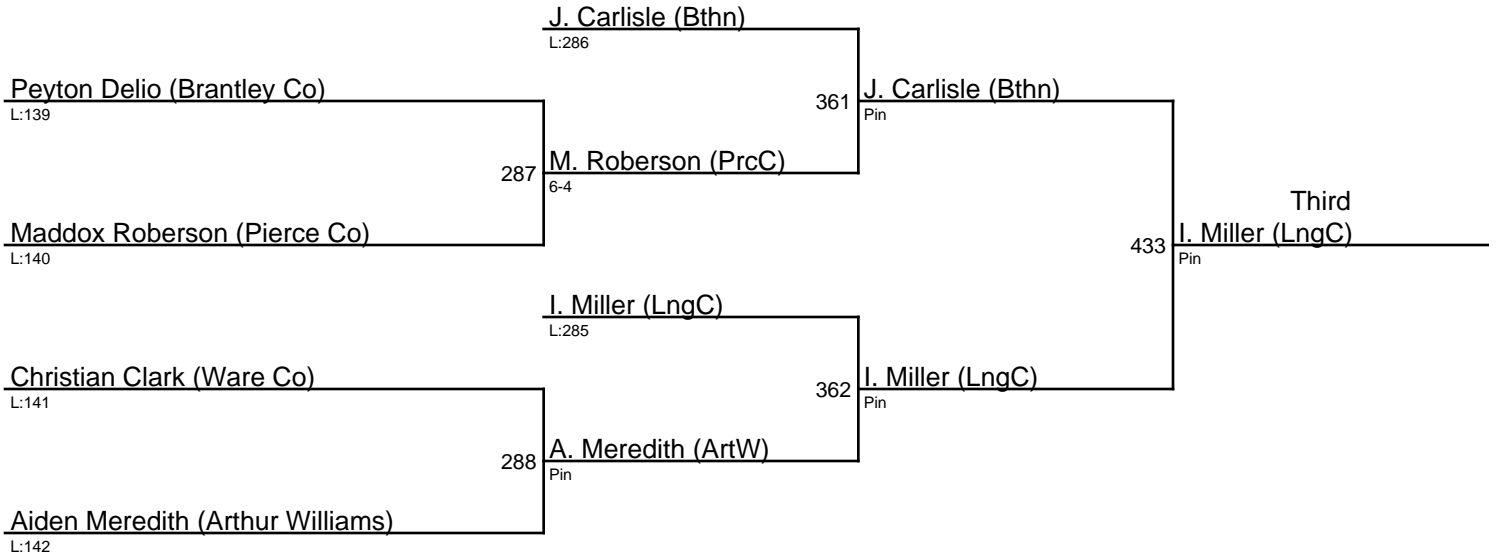 J. Carlisle (Bthn)
L:286
Peyton Delio (Brantley Co)
L:139
361
J. Carlisle (Bthn)
Pin
287
M. Roberson (PrcC)
6-4
Third
Maddox Roberson (Pierce Co)
L:140
433
I. Miller (LngC)
Pin
I. Miller (LngC)
L:285
Christian Clark (Ware Co)
L:141
362
I. Miller (LngC)
Pin
288
A. Meredith (ArtW)
Pin
Aiden Meredith (Arthur Williams)
L:142